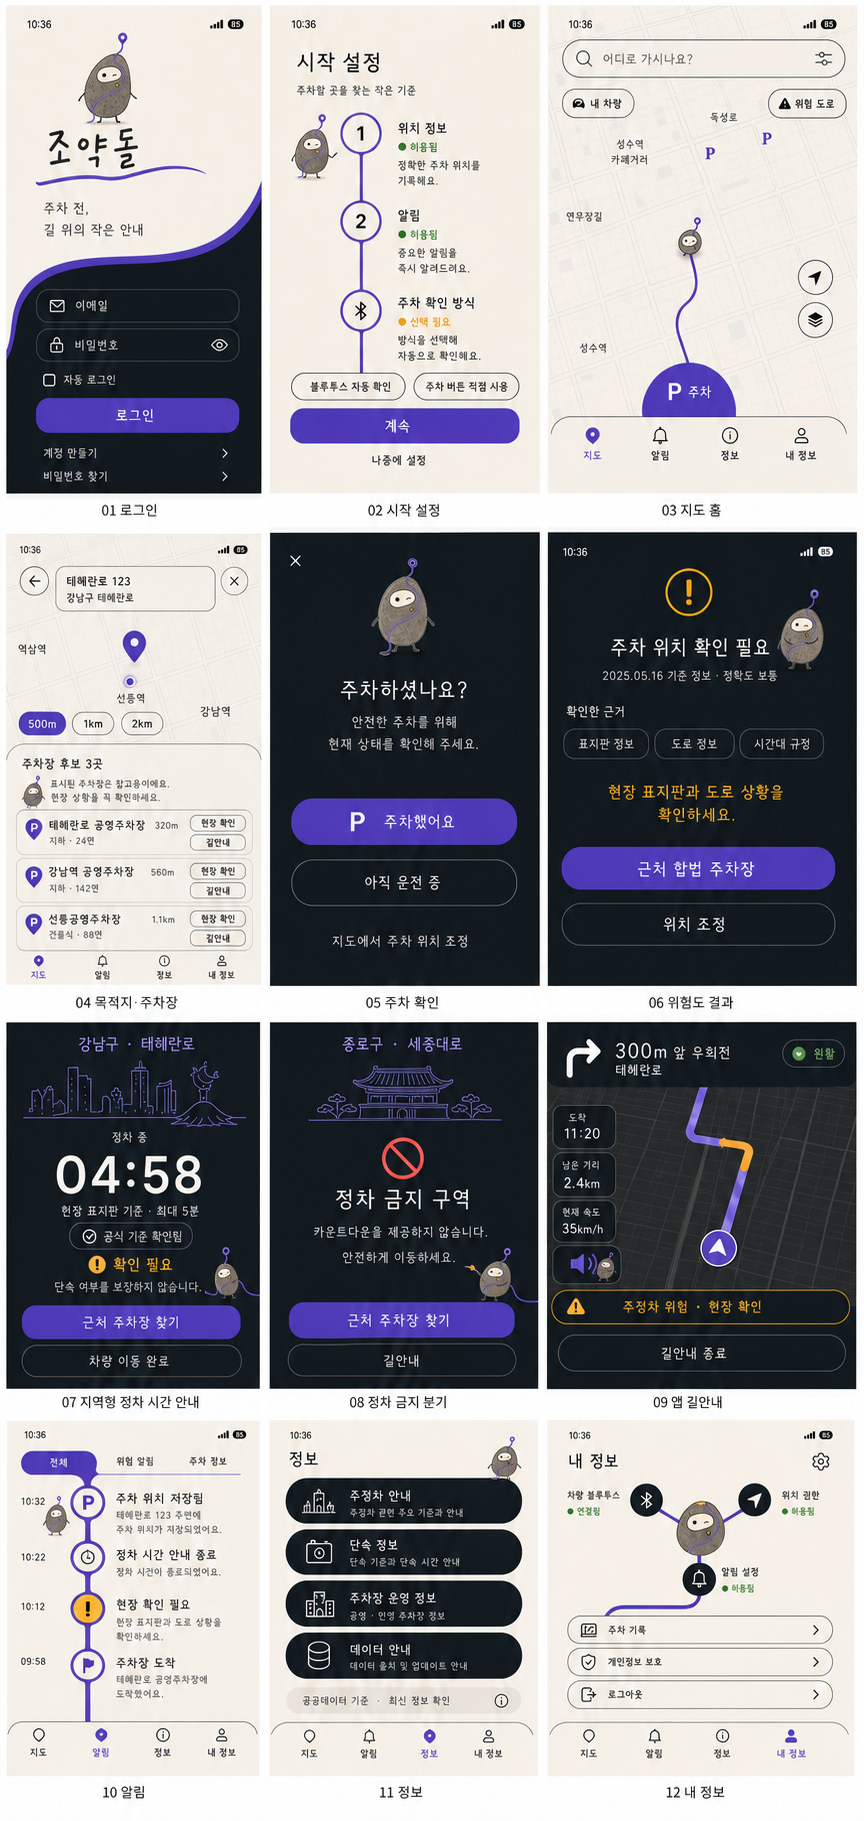 10:36
85
조약돌
주차 전,
길 위의 작은 안내
이메일
비밀번호
자동 로그인
로그인
계정 만들기
비밀번호 찾기
01 로그인
10:36
85
시작 설정
주차할 곳을 찾는 작은 기준
1
위치 정보
허용됨
정확한 주차 위치를
기록해요.
2
알림
허용됨
중요한 알림을
즉시 알려드려요.
주차 확인 방식
선택 필요
방식을 선택해
자동으로 확인해요.
블루투스 자동 확인
주차 버튼 직접 사용
계속
나중에 설정
02 시작 설정
10:36
85
어디로 가시나요?
내 차량
위험 도로
독성로
P
P
성수역
카페거리
연무장길
성수역
P 주차
지도
알림
정보
내 정보
03 지도 홈
10:36
85
테헤란로 123
강남구 테헤란로
역삼역
선릉역
강남역
500m
1km
2km
주차장 후보 3곳
표시된 주차장은 참고용이에요.
현장 상황을 꼭 확인하세요.
P
테헤란로 공영주차장
320m
지하 · 24면
현장 확인
길안내
P
강남역 공영주차장
560m
지하 · 142면
현장 확인
길안내
P
선릉공영주차장
1.1km
건물식 · 88면
현장 확인
길안내
지도
알림
정보
내 정보
04 목적지· 주차장
주차하셨나요?
안전한 주차를 위해
현재 상태를 확인해 주세요.
P 주차했어요
아직 운전 중
지도에서 주차 위치 조정
05 주차 확인
10:36
85
주차 위치 확인 필요
2025.05.16 기준 정보 · 정확도 보통
확인한 근거
표지판 정보
도로 정보
시간대 규정
현장 표지판과 도로 상황을
확인하세요.
근처 합법 주차장
위치 조정
06 위험도 결과
강남구 · 테헤란로
정차 중
04:58
현장 표지판 기준 · 최대 5분
공식 기준 확인됨
확인 필요
단속 여부를 보장하지 않습니다.
근처 주차장 찾기
차량 이동 완료
07 지역형 정차 시간 안내
종로구 · 세종대로
정차 금지 구역
카운트다운을 제공하지 않습니다.
안전하게 이동하세요.
근처 주차장 찾기
길안내
08 정차 금지 분기
300m 앞 우회전
테헤란로
원활
도착
11:20
남은 거리
2.4km
현재 속도
35km/h
주정차 위험 · 현장 확인
길안내 종료
09 앱 길안내
10:36
85
전체
위험 알림
주차 정보
10:32
P
주차 위치 저장됨
테헤란로 123 주변에
주차 위치가 저장되었어요.
10:22
정차 시간 안내 종료
정차 시간이 종료되었어요.
10:12
현장 확인 필요
현장 표지판과 도로 상황을
확인하세요.
09:58
주차장 도착
테헤란로 공영주차장에
도착했어요.
지도
알림
정보
내 정보
10 알림
10:36
85
정보
주정차 안내
주정차 관련 주요 기준과 안내
단속 정보
단속 기준과 단속 시간 안내
주차장 운영 정보
공영 · 민영 주차장 정보
데이터 안내
데이터 출처 및 업데이트 안내
공공데이터 기준 · 최신 정보 확인
지도
알림
정보
내 정보
11 정보
10:36
85
내 정보
차량 블루투스
연결됨
위치 권한
허용됨
알림 설정
허용됨
주차 기록
개인정보 보호
로그아웃
지도
알림
정보
내 정보
12 내 정보